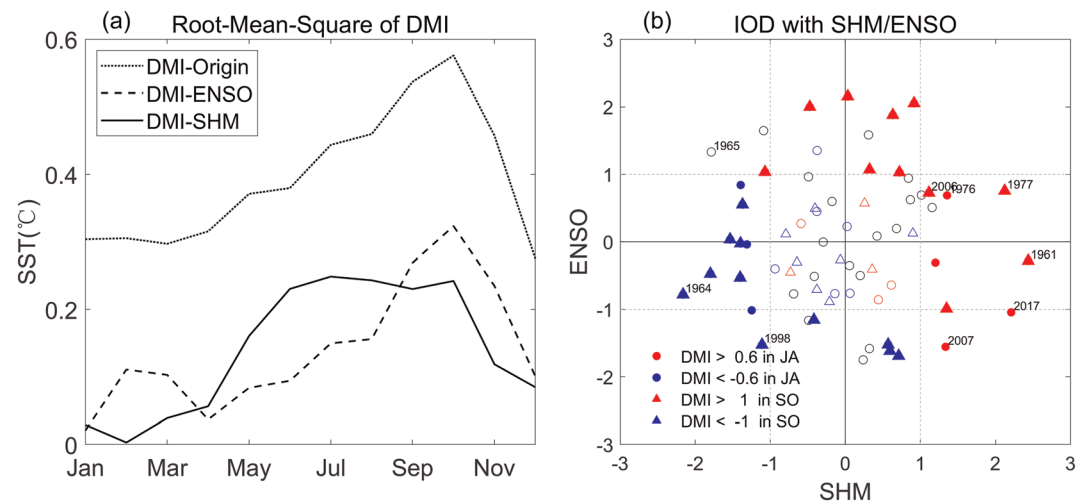 (a) Root-Mean-Square of DMI
0.6
DMI-Origin
DMI-ENSO
DMI-SHM
0.4
SST(℃)
0.2
0
Jan Mar May Jul Sep Nov
(b) IOD with SHM/ENSO
3
2
1965
1
2006 1976 1977
ENSO
0
1961
1964
-1
2017
1998 2007
DMI > 0.6 in JA
-2
DMI < -0.6 in JA
DMI > 1 in SO
DMI < -1 in SO
-3
-3 -2 -1 0 1 2 3
SHM